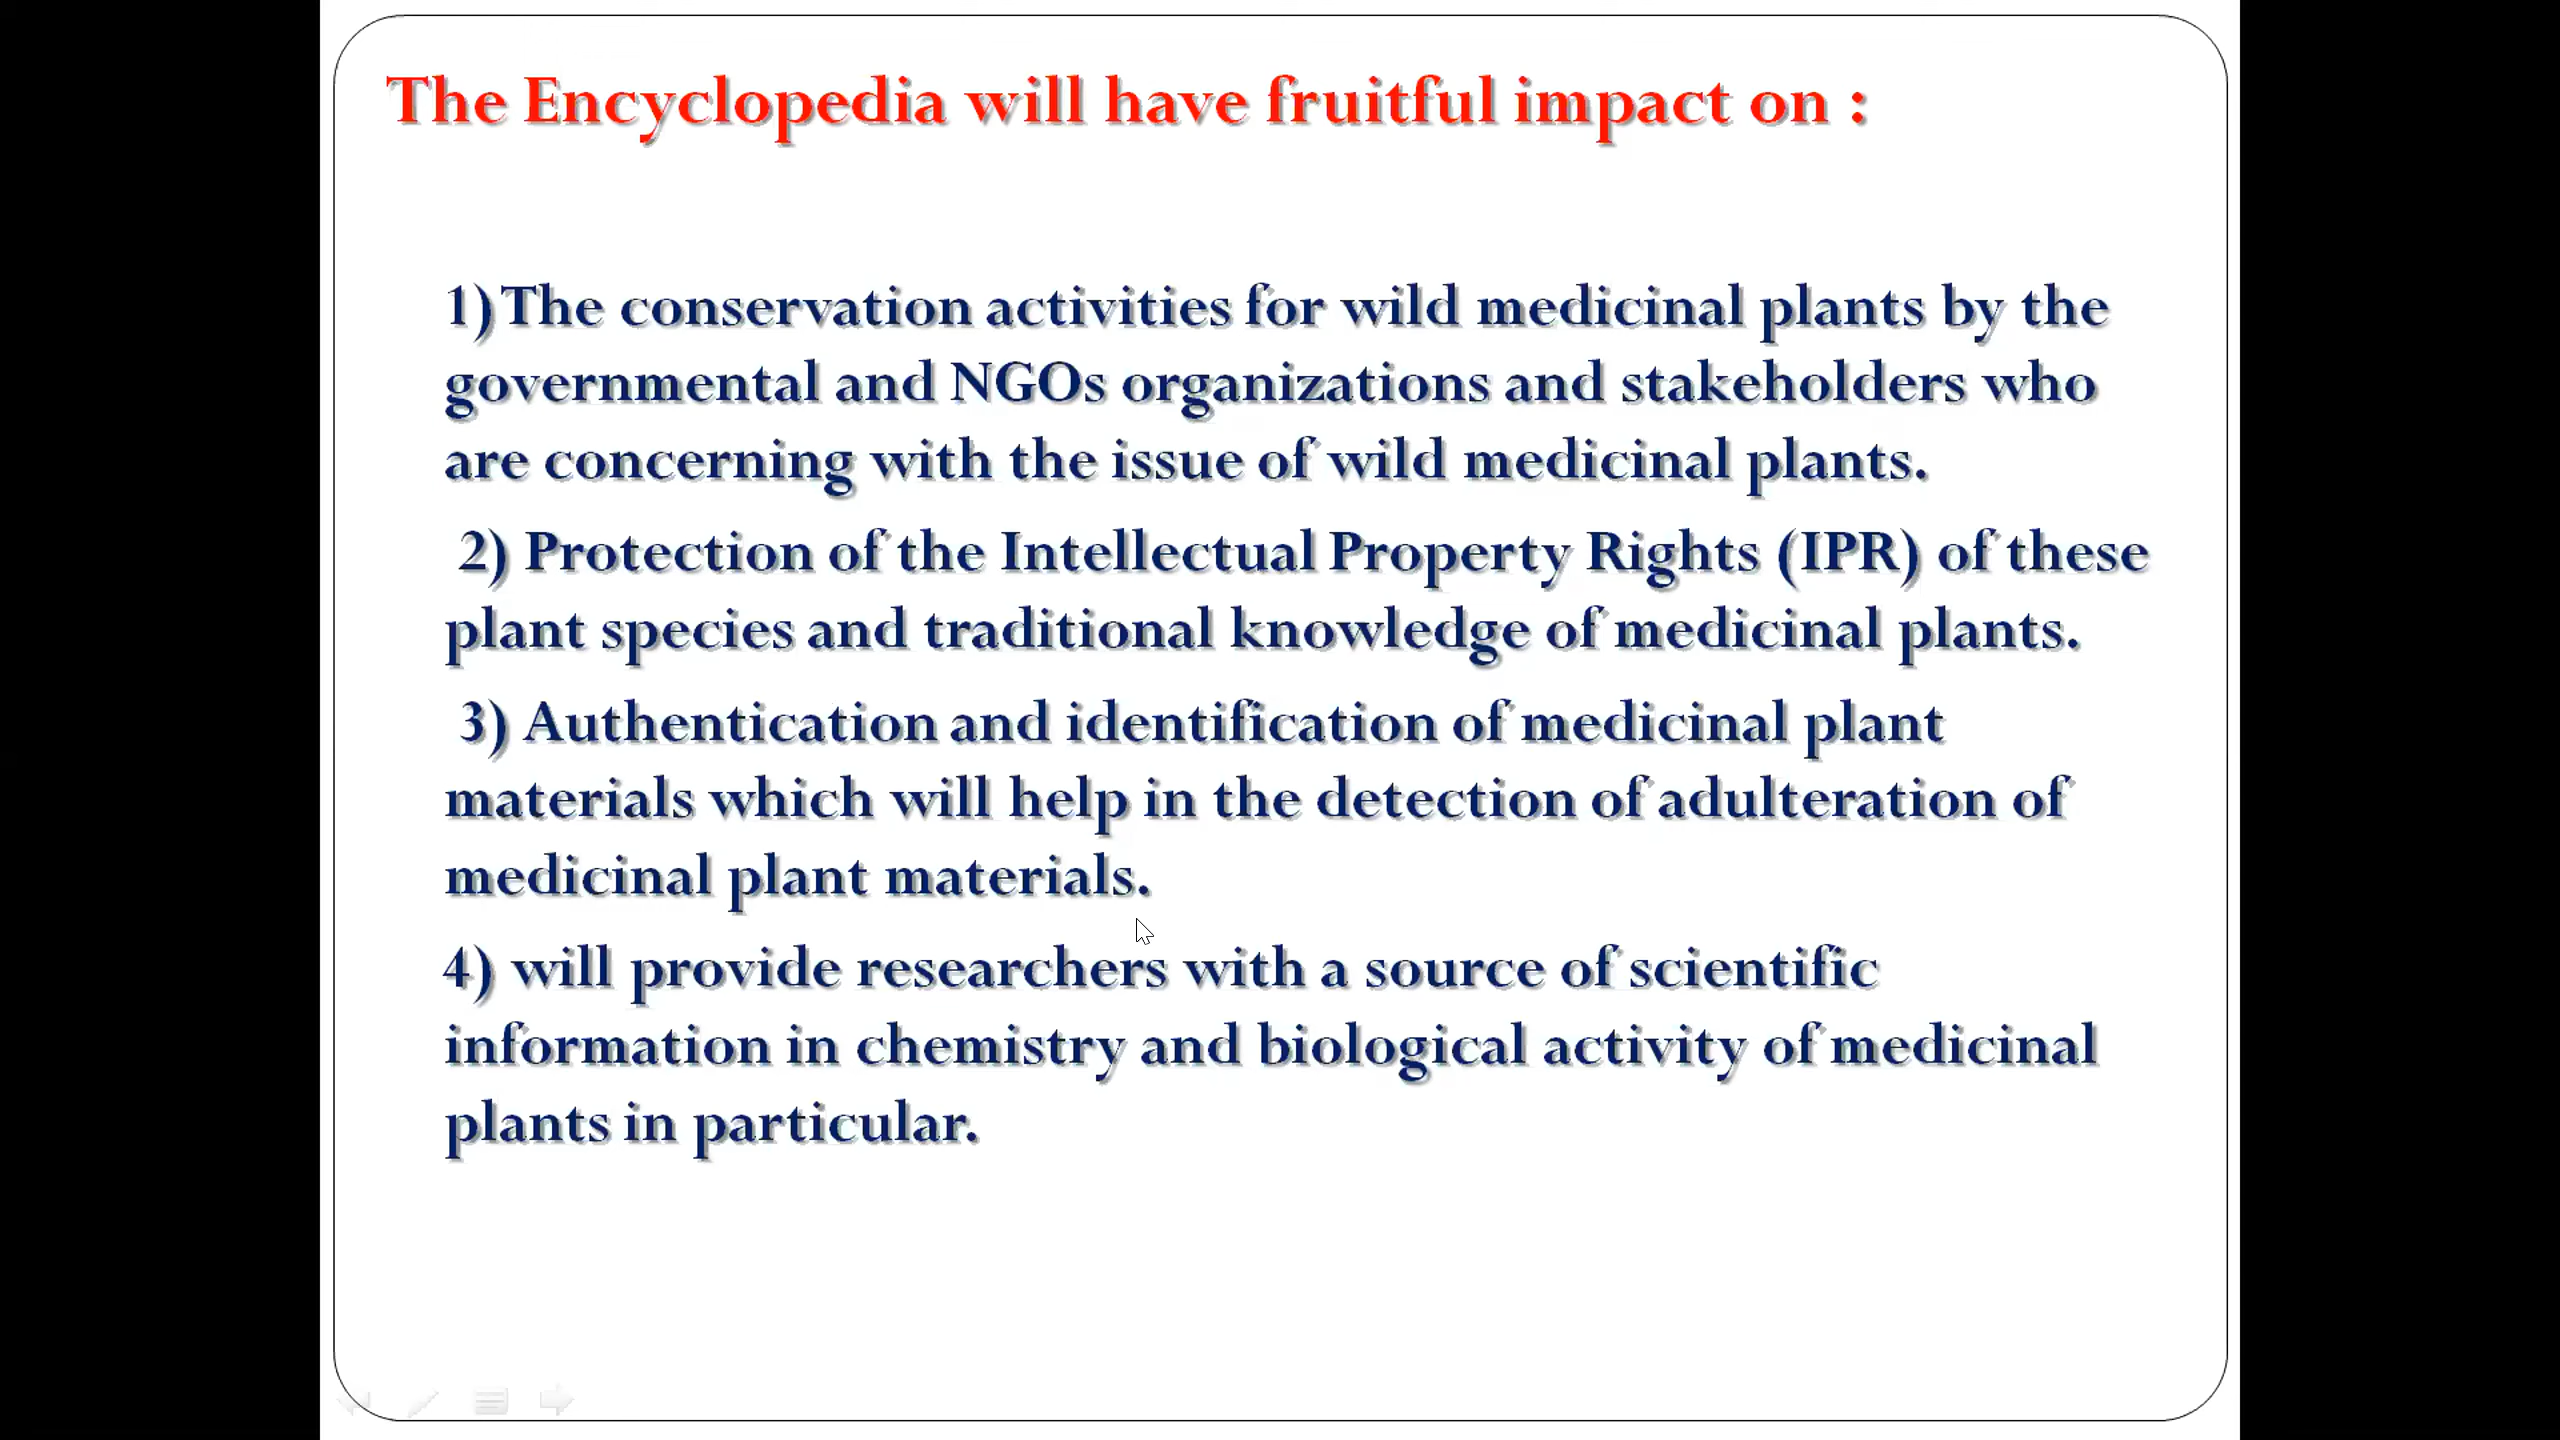 The Encyclopedia will have fruitful impact on :
1) The conservation activities for wild medicinal plants by the
governmental and NGOs organizations and stakeholders who
are concerning with the issue of wild medicinal plants.
2) Protection of the Intellectual Property Rights (IPR) of these
plant species and traditional knowledge of medicinal plants.
3) Authentication and identification of medicinal plant
materials which will help in the detection of adulteration of
medicinal plant materials.
4) will provide researchers with a source of scientific
information in chemistry and biological activity of medicinal
plants in particular.